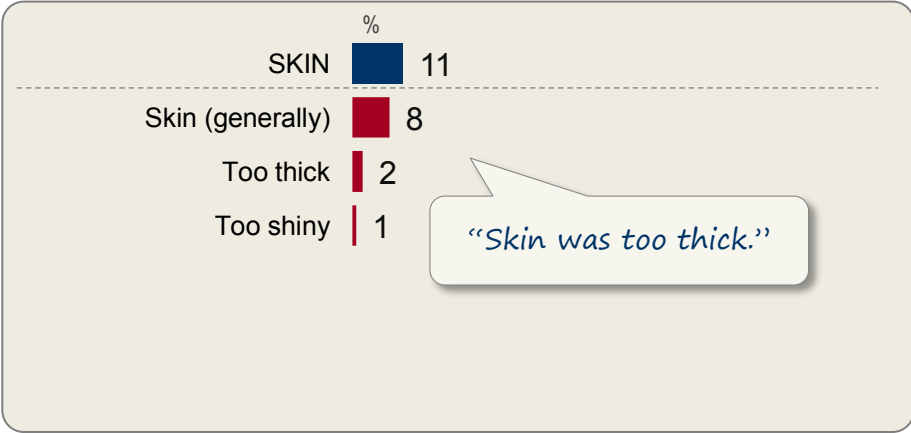 %
SKIN 11
Skin (generally) 8
Too thick 2
Too shiny 1
“Skin was too thick.”